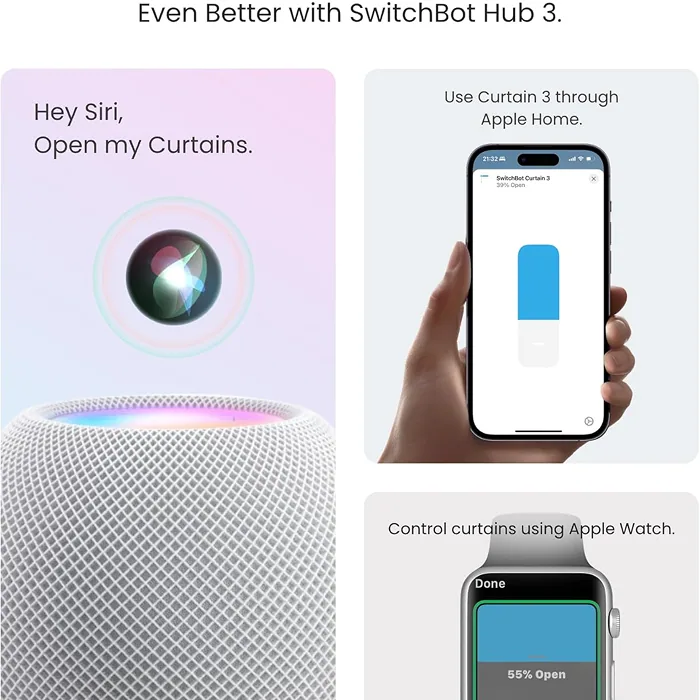 Even Better with SwitchBot Hub 3.
Hey Siri,
Open my Curtains.
Use Curtain 3 through
Apple Home.
21:32
SwitchBot Curtain 3
39% Open
Control curtains using Apple Watch.
Done
55% Open